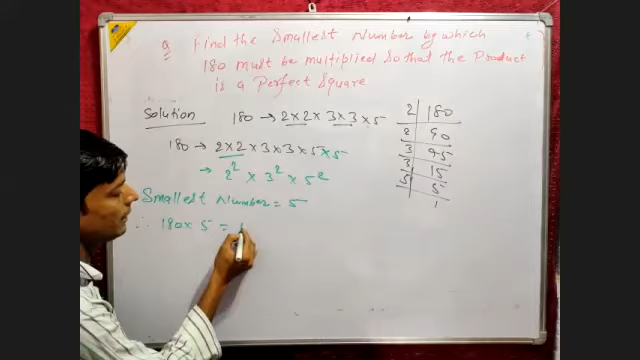 Q Find the Smallest Number by which
180 must be multiplied So that the Product
is a Perfect Square
Solution 180 → 2×2 × 3×3 ×5
180 → 2×2 ×3×3×5×5
→ 2² × 3² × 5²
Smallest Number = 5
∴ 180× 5 = 
2 180
2 90
3 45
3 15
5 5
1